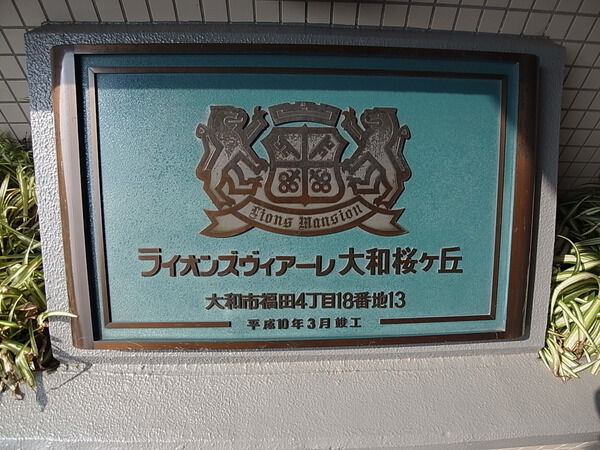 Lions Mansion
ライオンズヴィアーレ大和桜ヶ丘
大和市福田4丁目18番地13
平成10年3月竣工